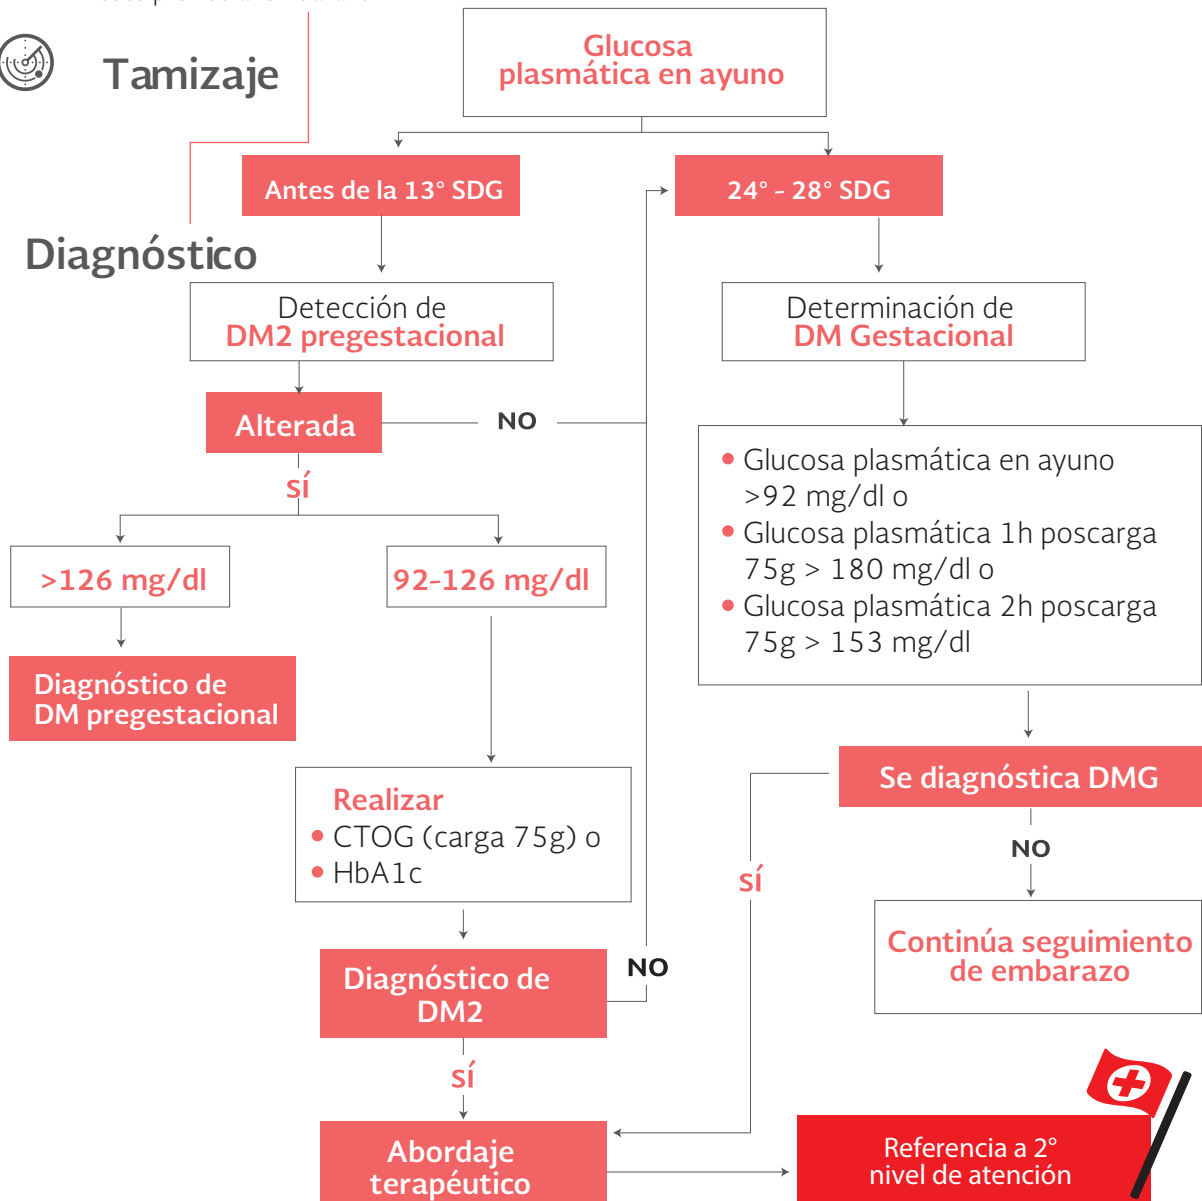 Tamizaje
Glucosa
plasmática en ayuno
Antes de la 13° SDG
24° - 28° SDG
Diagnóstico
Detección de
DM2 pregestacional
Determinación de
DM Gestacional
Alterada
NO
SÍ
>126 mg/dl
92-126 mg/dl
• Glucosa plasmática en ayuno
>92 mg/dl o
• Glucosa plasmática 1h poscarga
75g > 180 mg/dl o
• Glucosa plasmática 2h poscarga
75g > 153 mg/dl
Diagnóstico de
DM pregestacional
Realizar
• CTOG (carga 75g) o
• HbA1c
Se diagnóstica DMG
NO
SÍ
Continúa seguimiento
de embarazo
Diagnóstico de
DM2
NO
SÍ
Abordaje
terapéutico
Referencia a 2°
nivel de atención